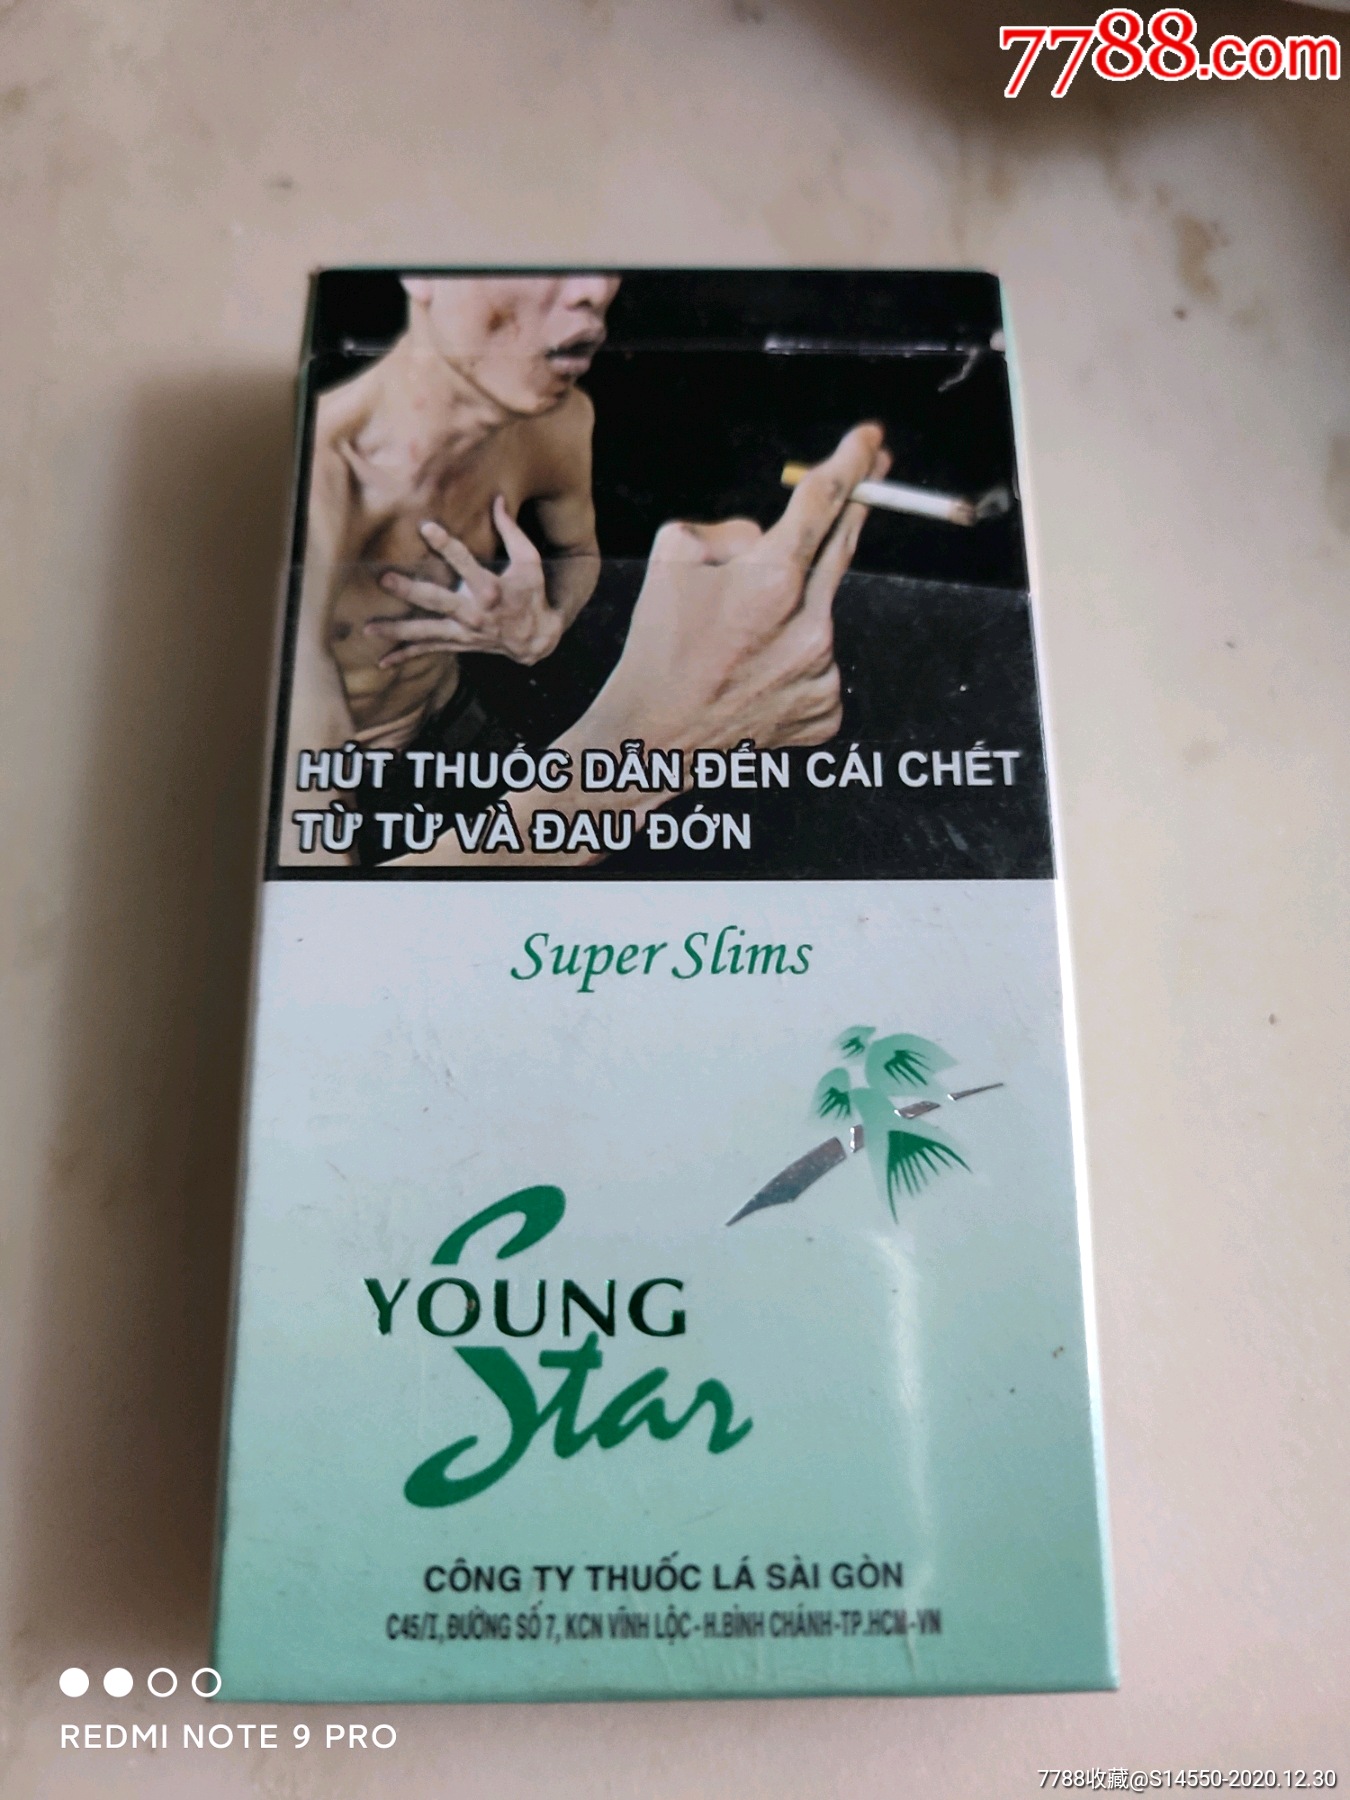 7788.com
HÚT THUỐC DẪN ĐẾN CÁI CHẾT
TỪ TỪ VÀ ĐAU ĐỚN
Super Slims
YOUNG
Star
CÔNG TY THUỐC LÁ SÀI GÒN
C45/I, ĐƯỜNG SỐ 7, KCN VĨNH LỘC - H.BÌNH CHÁNH-TP.HCM-VN
REDMI NOTE 9 PRO
7788收藏@S14550-2020.12.30